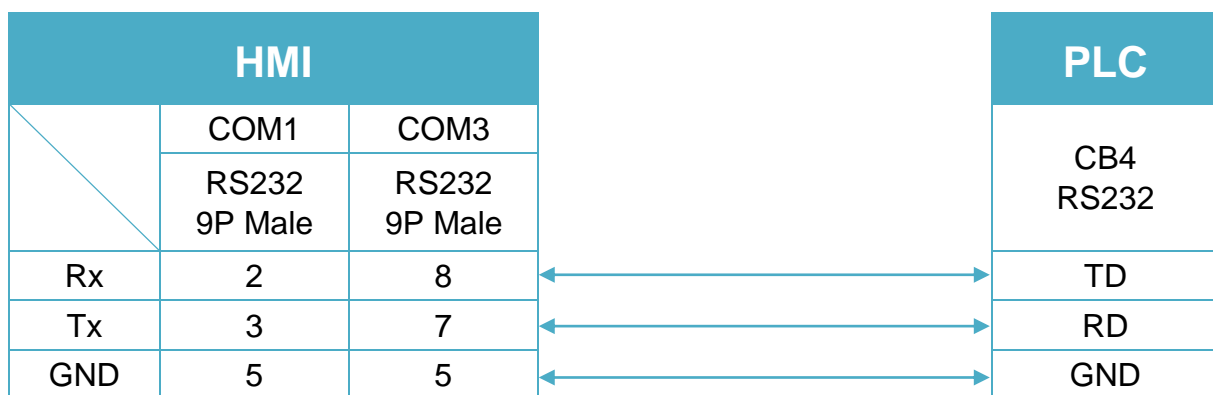 HMI
PLC
COM1 COM3
CB4
RS232
RS232 RS232
9P Male 9P Male
Rx 2 8 TD
Tx 3 7 RD
GND 5 5 GND